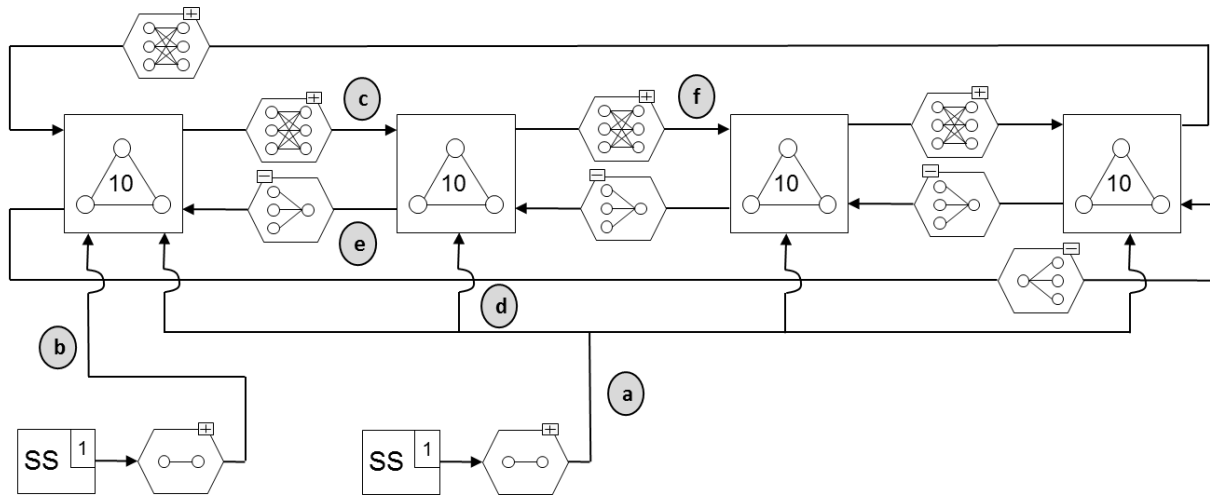 +
+ c + f +
10 10 10 10
− − −
e
−
d
b
a
+ +
SS 1 SS 1